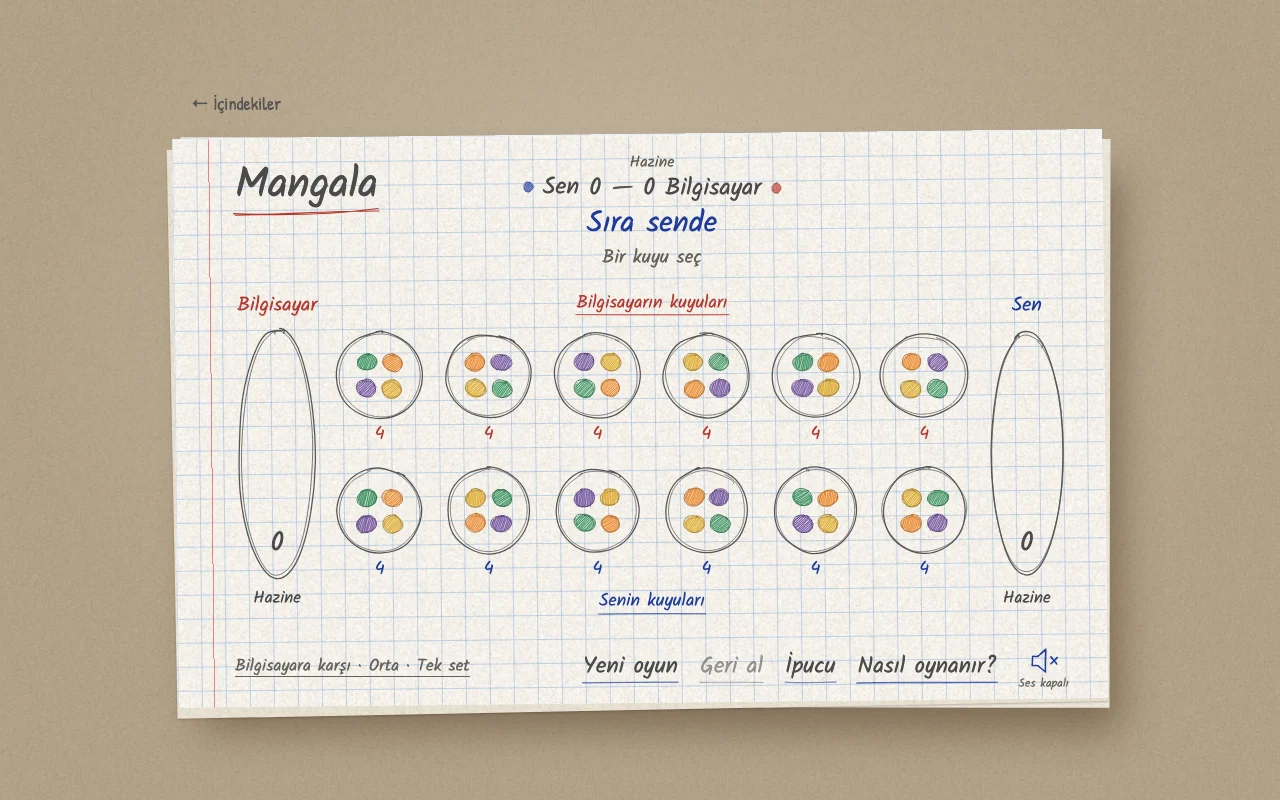 ← İçindekiler
Mangala
Hazine
Sen 0 — 0 Bilgisayar
Sıra sende
Bir kuyu seç
Bilgisayar
Bilgisayarın kuyuları
Sen
4 4 4 4 4 4
0
0
4 4 4 4 4 4
Hazine
Senin kuyuları
Hazine
Bilgisayara karşı · Orta · Tek set
Yeni oyun
Geri al
İpucu
Nasıl oynanır?
Ses kapalı